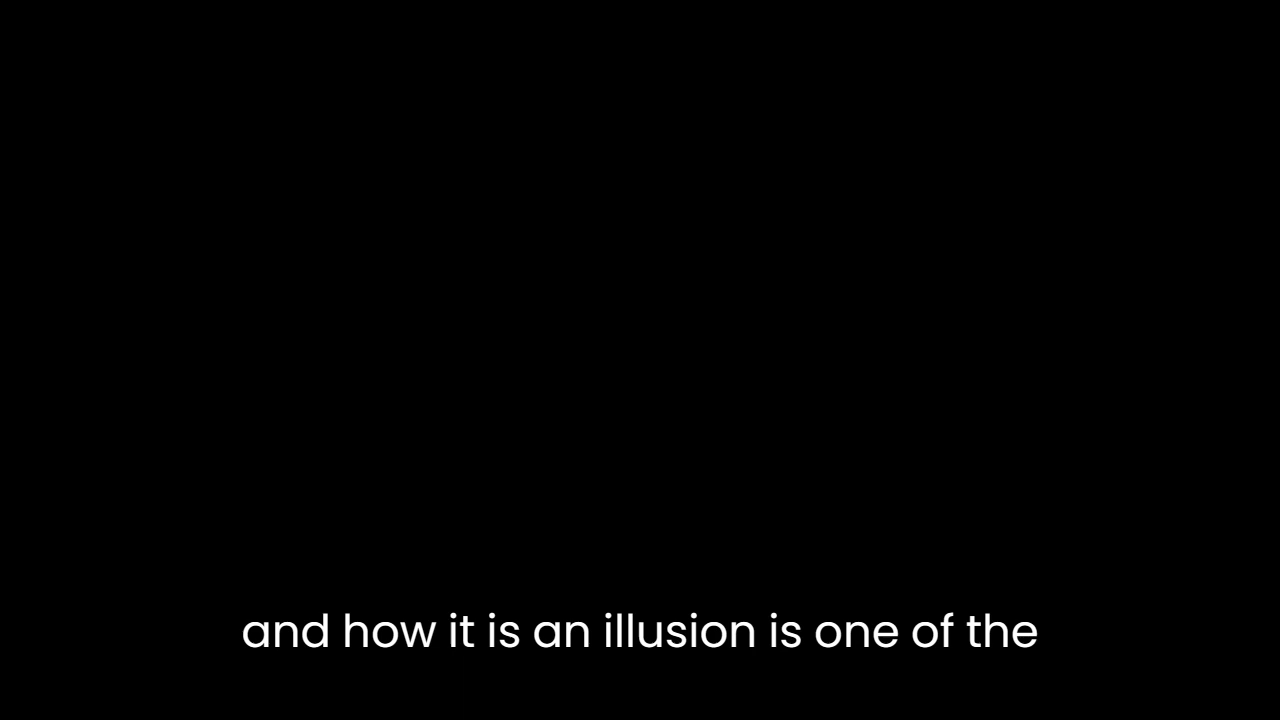 and how it is an illusion is one of the